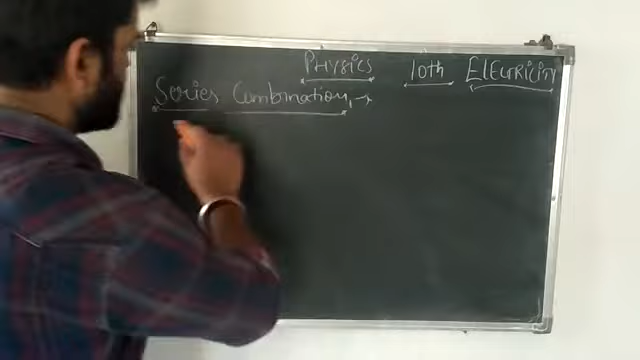 Physics 10th Electricity
Series Combination, →